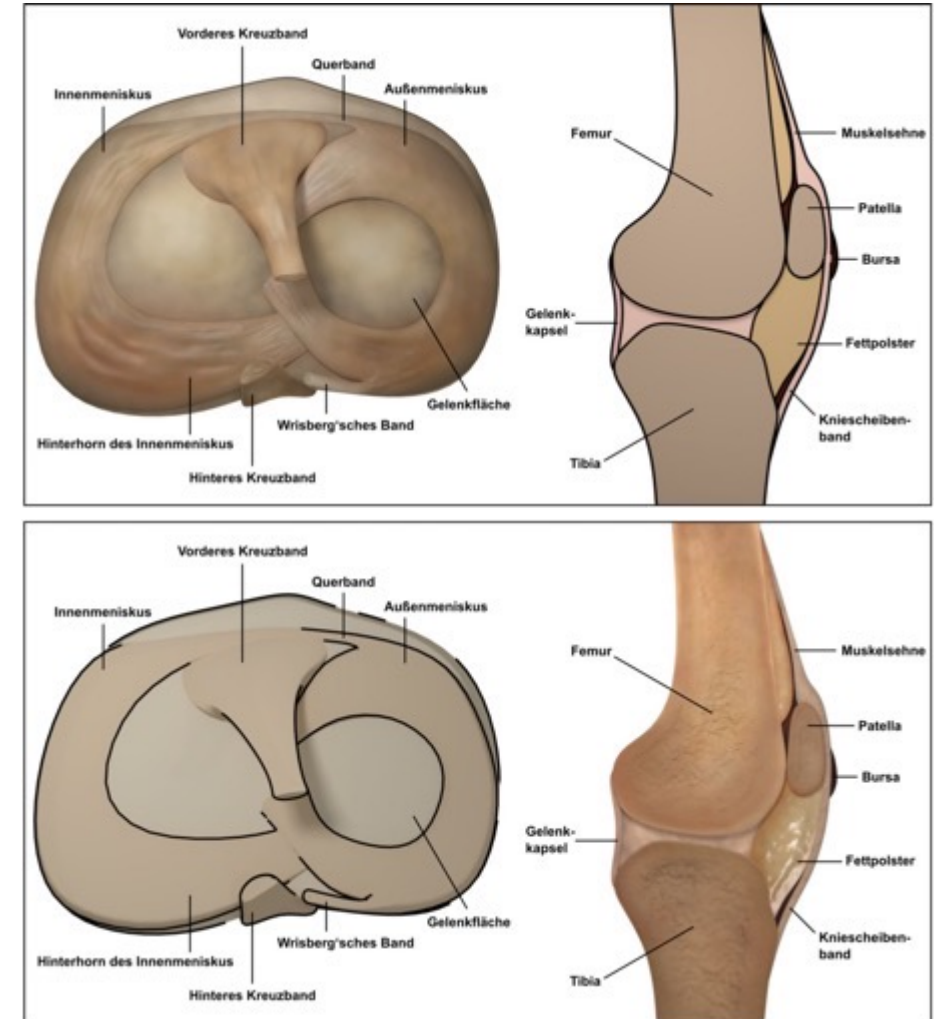 Vorderes Kreuzband
Querband
Innenmeniskus
Außenmeniskus
Hinterhorn des Innenmeniskus
Hinteres Kreuzband
Wrisberg'sches Band
Gelenkfläche
Femur
Muskelsehne
Patella
Bursa
Gelenk-
kapsel
Fettpolster
Kniescheiben-
band
Tibia
Vorderes Kreuzband
Querband
Innenmeniskus
Außenmeniskus
Hinterhorn des Innenmeniskus
Hinteres Kreuzband
Wrisberg'sches Band
Gelenkfläche
Femur
Muskelsehne
Patella
Bursa
Gelenk-
kapsel
Fettpolster
Kniescheiben-
band
Tibia